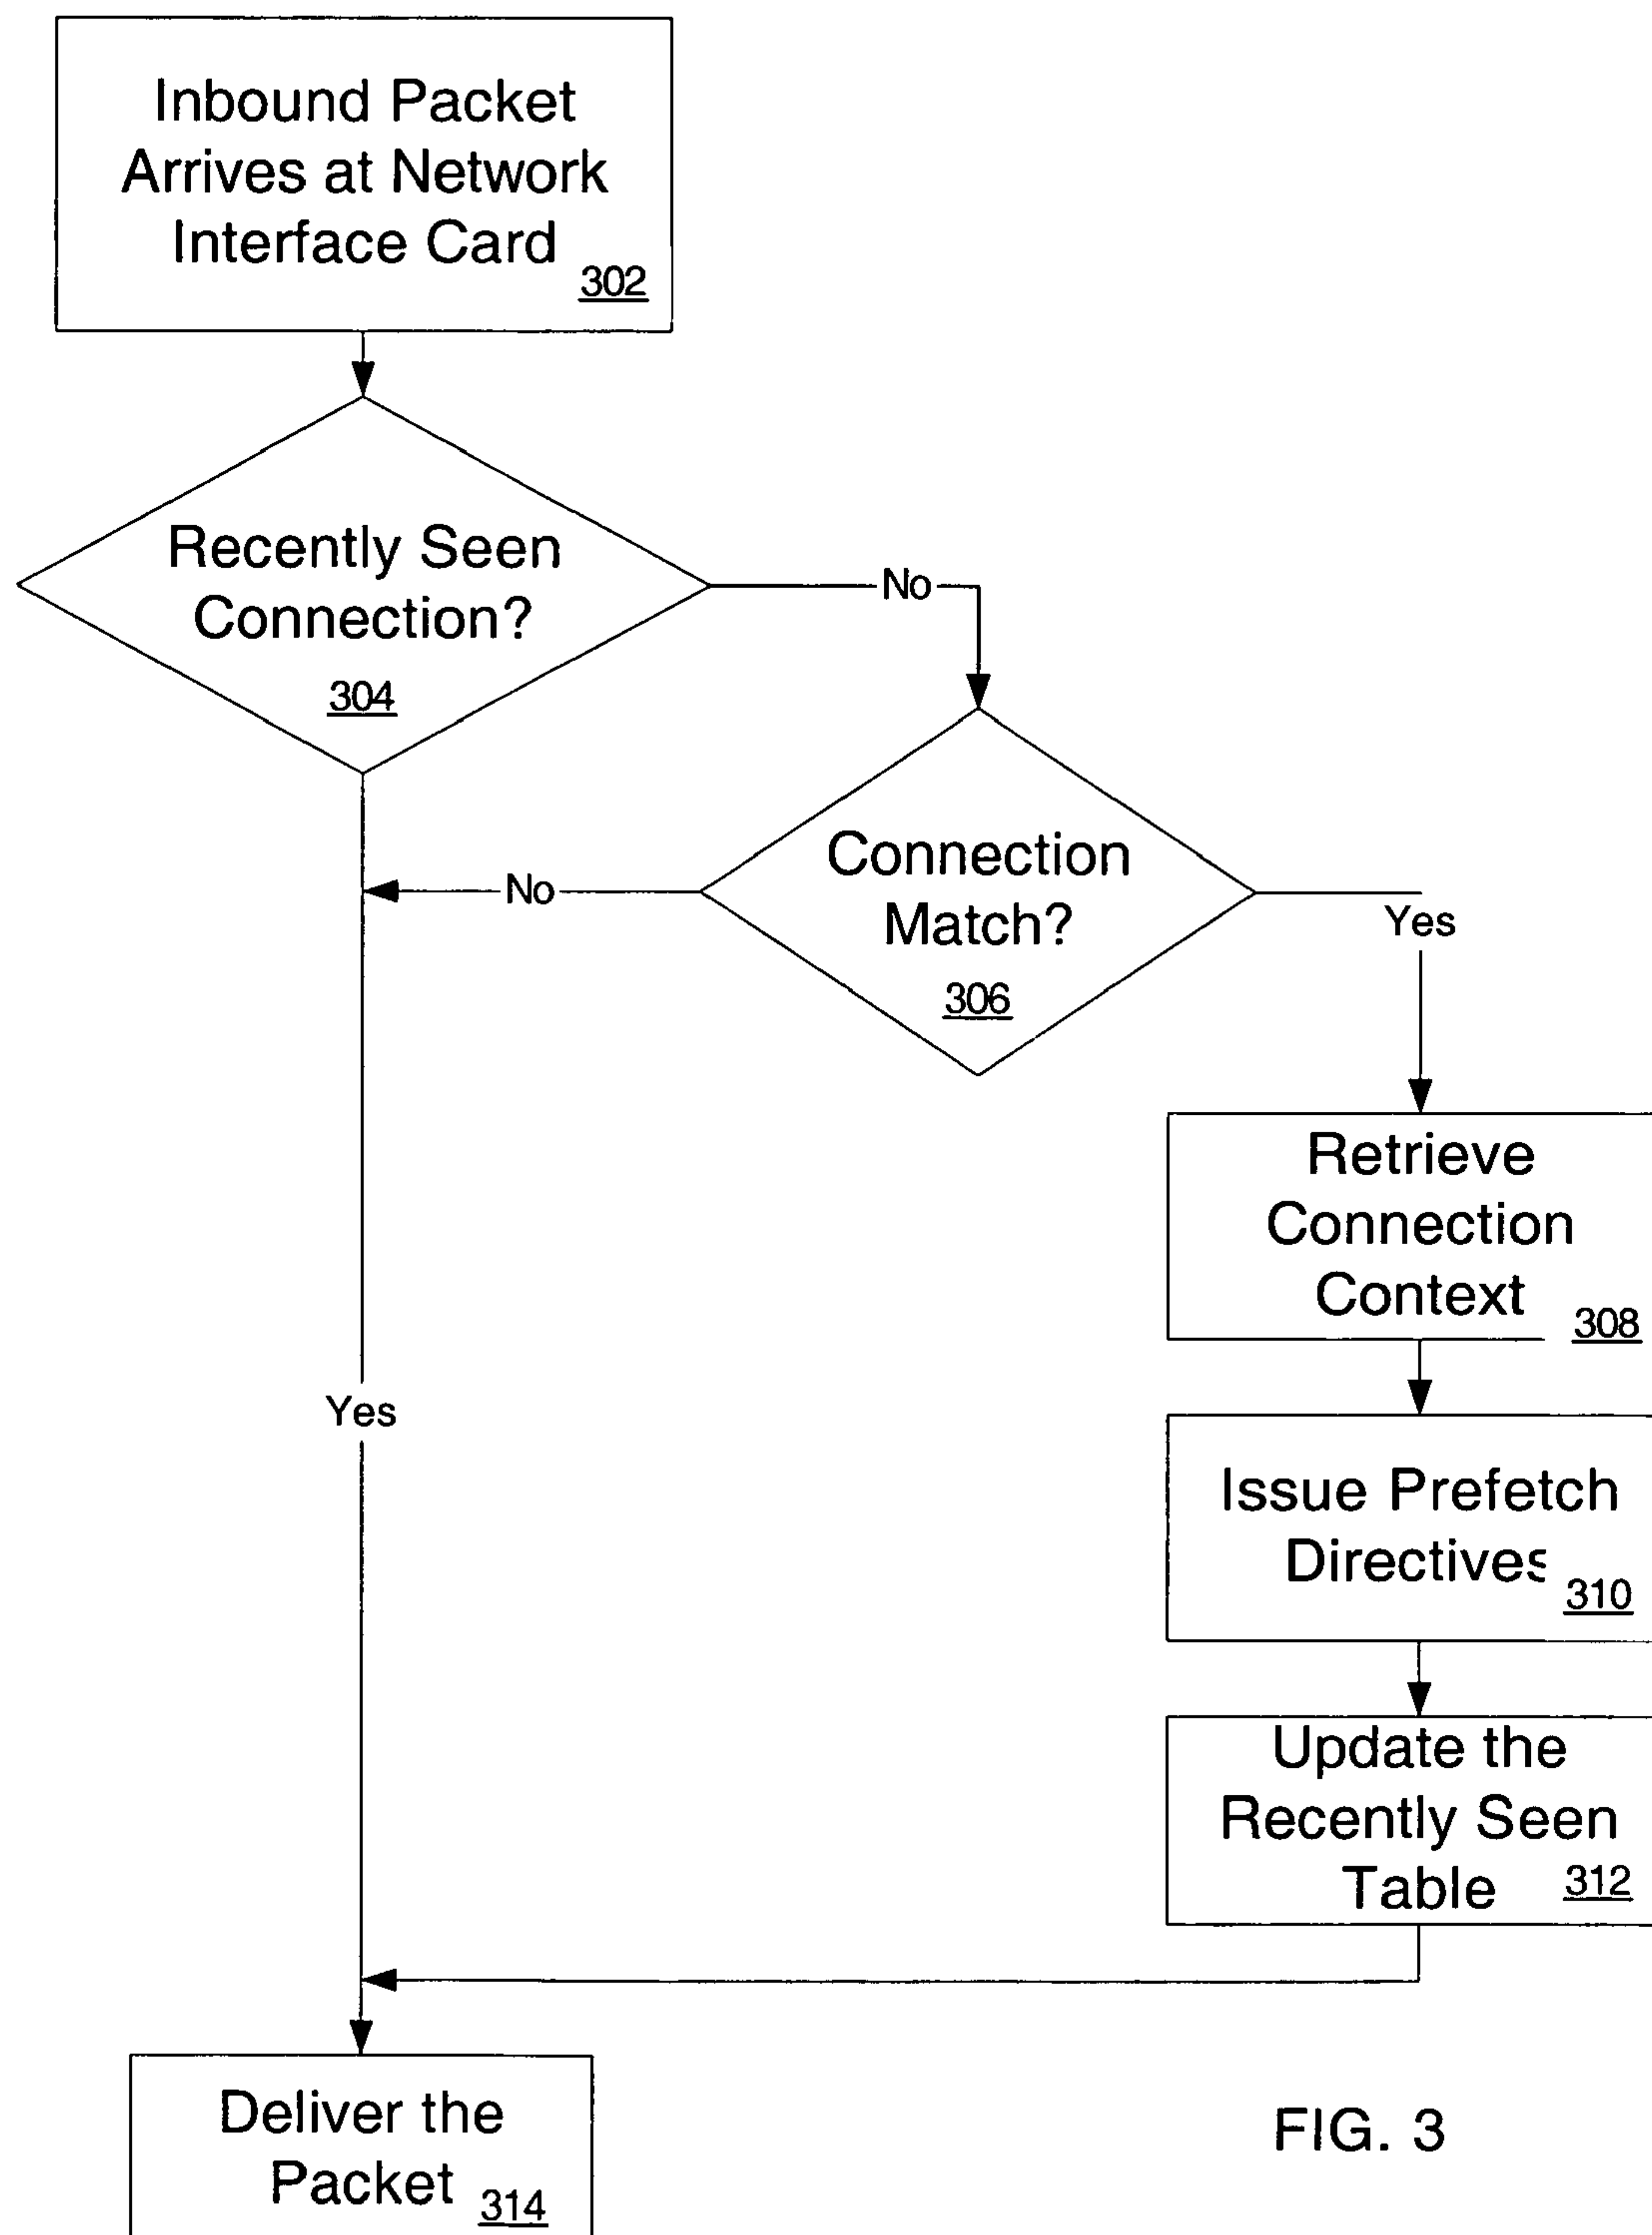 Inbound Packet
Arrives at Network
Interface Card
302
Recently Seen
Connection?
304
No
Connection
Match?
306
No
Yes
Retrieve
Connection
Context
308
Yes
Issue Prefetch
Directives
310
Update the
Recently Seen
Table
312
Deliver the
Packet
314
FIG. 3